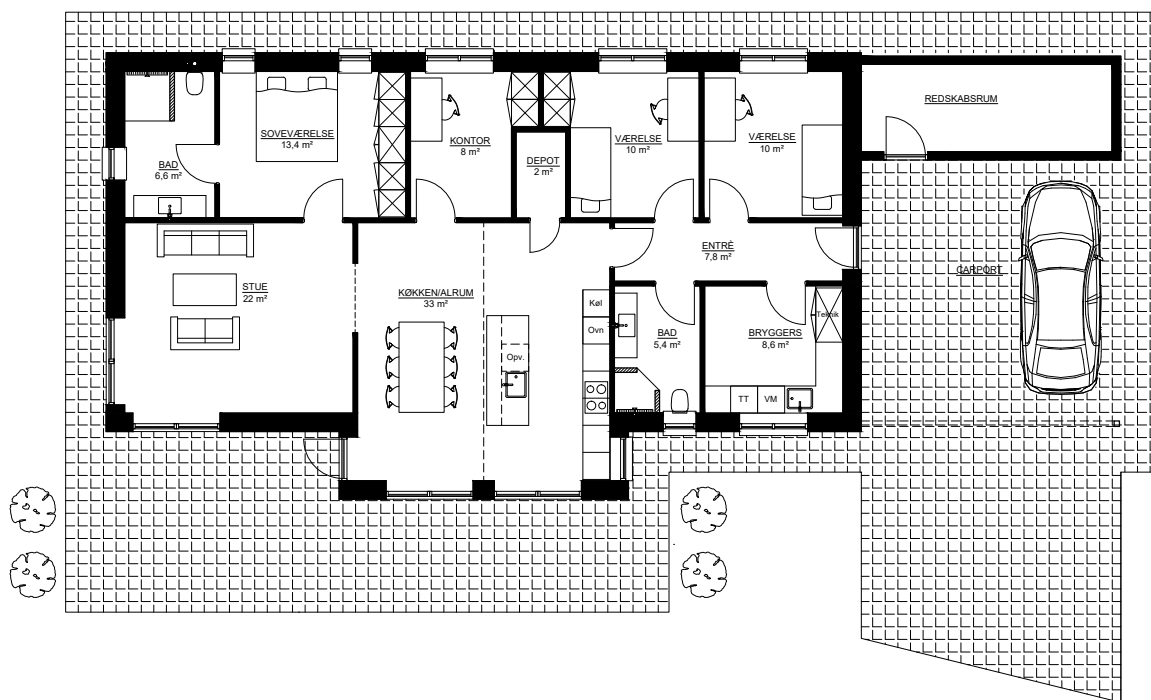 REDSKABSRUM
SOVEVÆRELSE
13,4 m²
KONTOR
8 m²
VÆRELSE
10 m²
VÆRELSE
10 m²
BAD
6,6 m²
DEPOT
2 m²
ENTRÈ
7,8 m²
CARPORT
STUE
22 m²
KØKKEN/ALRUM
33 m²
Køl
Ovn
Opv.
BAD
5,4 m²
BRYGGERS
8,6 m²
Teknik
TT
VM